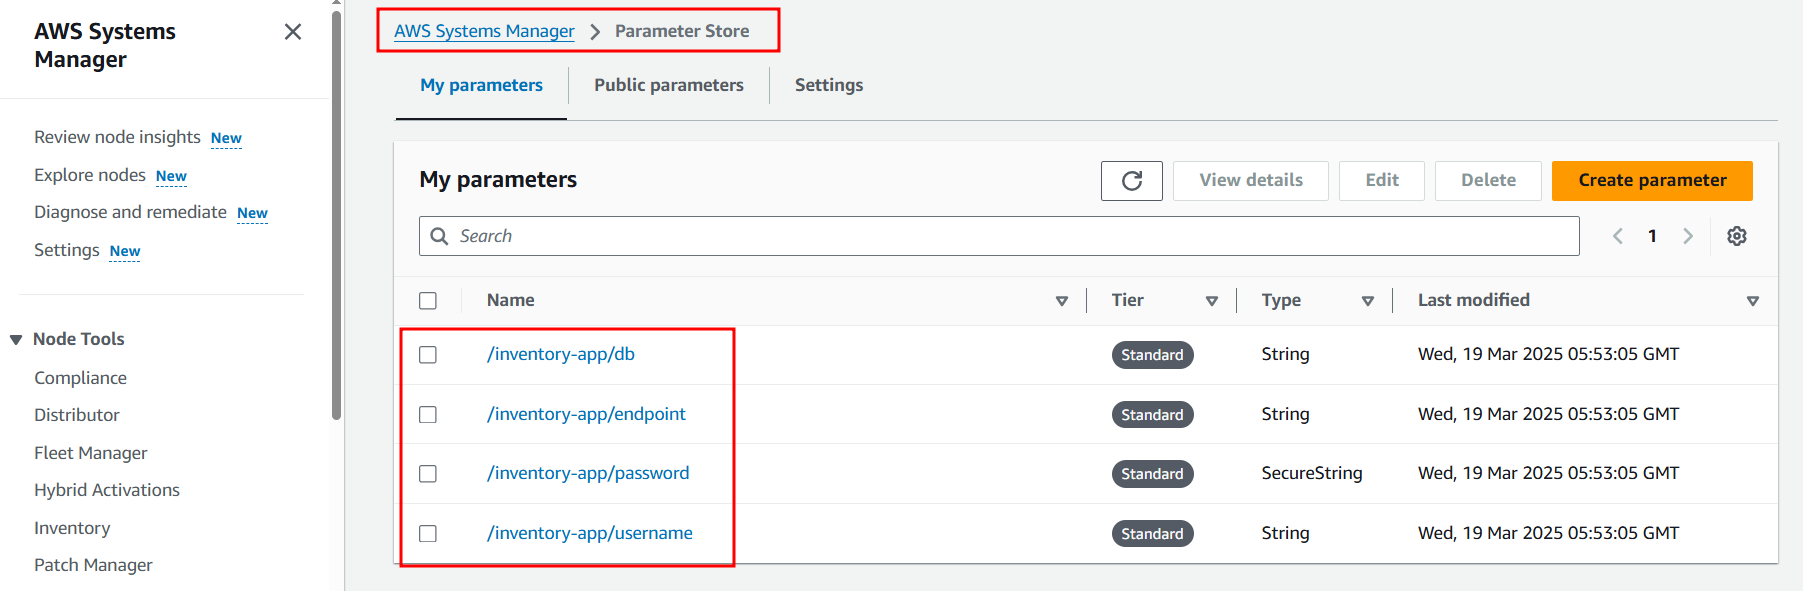 AWS Systems
Manager
Review node insights New
Explore nodes New
Diagnose and remediate New
Settings New
Node Tools
Compliance
Distributor
Fleet Manager
Hybrid Activations
Inventory
Patch Manager
AWS Systems Manager Parameter Store
My parameters Public parameters Settings
My parameters View details Edit Delete Create parameter
Search 1
Name Tier Type Last modified
/inventory-app/db Standard String Wed, 19 Mar 2025 05:53:05 GMT
/inventory-app/endpoint Standard String Wed, 19 Mar 2025 05:53:05 GMT
/inventory-app/password Standard SecureString Wed, 19 Mar 2025 05:53:05 GMT
/inventory-app/username Standard String Wed, 19 Mar 2025 05:53:05 GMT